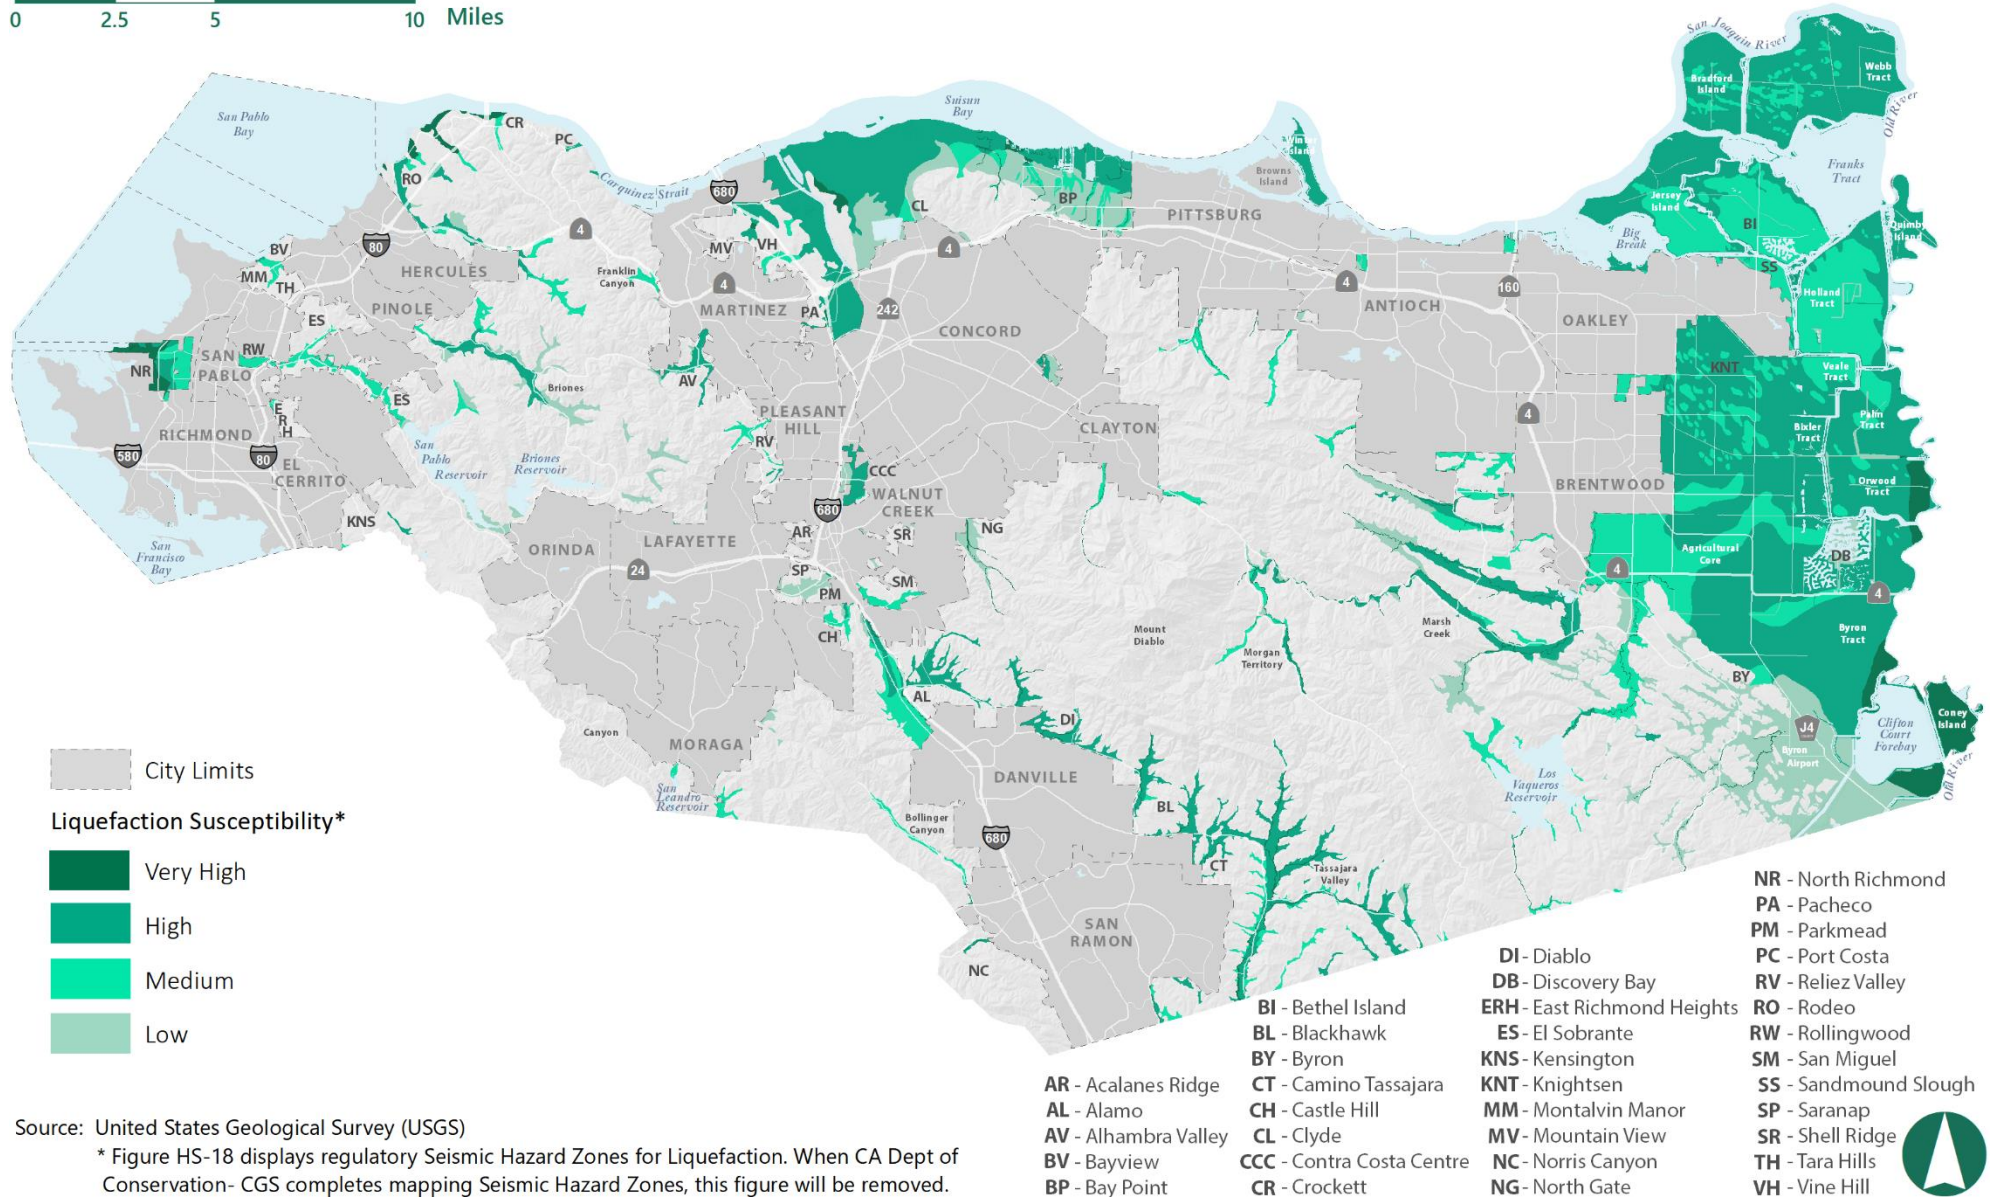 0 2.5 5 10 Miles
San Joaquin River
Webb
Tract
Bradford
Island
Old River
Suisun
Bay
San Pablo
Bay
CR
PC
Winter
Island
Franks
Tract
Carquinez Strait
Browns
Island
RO
680
CL
BP
PITTSBURG
Jersey
Island
BI
Quimby
Island
Big
Break
80
4
MV
VH
4
BV
MM
TH
HERCULES
Franklin
Canyon
4
SS
4
160
Holland
Tract
PINOLE
MARTINEZ
PA
242
ANTIOCH
OAKLEY
ES
CONCORD
SAN
PABLO
RW
NR
Briones
AV
KNT
Veale
Tract
ES
E
R
H
PLEASANT
HILL
CLAYTON
4
Palm
Tract
Bixler
Tract
RICHMOND
580
80
EL
CERRITO
San
Pablo
Reservoir
Briones
Reservoir
RV
CCC
WALNUT
CREEK
BRENTWOOD
Orwood
Tract
KNS
680
San
Francisco
Bay
ORINDA
LAFAYETTE
AR
SR
NG
Agricultural
Core
DB
24
SP
SM
4
4
PM
CH
Mount
Diablo
Marsh
Creek
Byron
Tract
Morgan
Territory
BY
AL
DI
Coney
Island
Clifton
Court
Forebay
J4
Canyon
MORAGA
Byron
Airport
DANVILLE
Los
Vaqueros
Reservoir
Old River
San
Leandro
Reservoir
BL
Bollinger
Canyon
680
CT
Tassajara
Valley
SAN
RAMON
NC
City Limits
Liquefaction Susceptibility*
Very High
High
Medium
Low
AR - Acalanes Ridge
AL - Alamo
AV - Alhambra Valley
BV - Bayview
BP - Bay Point
BI - Bethel Island
BL - Blackhawk
BY - Byron
CT - Camino Tassajara
CH - Castle Hill
CL - Clyde
CCC - Contra Costa Centre
CR - Crockett
DI - Diablo
DB - Discovery Bay
ERH - East Richmond Heights
ES - El Sobrante
KNS - Kensington
KNT - Knightsen
MM - Montalvin Manor
MV - Mountain View
NC - Norris Canyon
NG - North Gate
NR - North Richmond
PA - Pacheco
PM - Parkmead
PC - Port Costa
RV - Reliez Valley
RO - Rodeo
RW - Rollingwood
SM - San Miguel
SS - Sandmound Slough
SP - Saranap
SR - Shell Ridge
TH - Tara Hills
VH - Vine Hill
Source: United States Geological Survey (USGS)
* Figure HS-18 displays regulatory Seismic Hazard Zones for Liquefaction. When CA Dept of
Conservation- CGS completes mapping Seismic Hazard Zones, this figure will be removed.